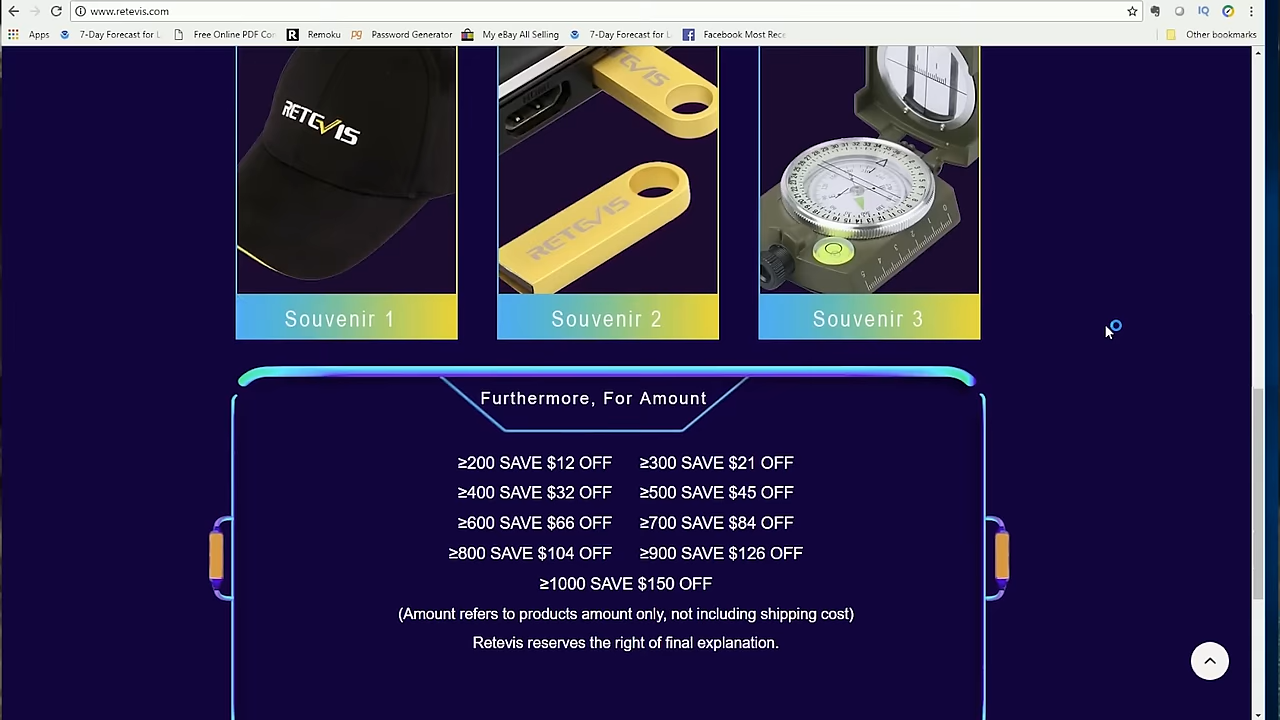 www.retevis.com
Apps 7-Day Forecast for L Free Online PDF Con Remoku Password Generator My eBay All Selling 7-Day Forecast for L Facebook Most Rece Other bookmarks
RETEVIS
RETEVIS
Souvenir 1 Souvenir 2 Souvenir 3
Furthermore, For Amount
≥200 SAVE $12 OFF ≥300 SAVE $21 OFF
≥400 SAVE $32 OFF ≥500 SAVE $45 OFF
≥600 SAVE $66 OFF ≥700 SAVE $84 OFF
≥800 SAVE $104 OFF ≥900 SAVE $126 OFF
≥1000 SAVE $150 OFF
(Amount refers to products amount only, not including shipping cost)
Retevis reserves the right of final explanation.